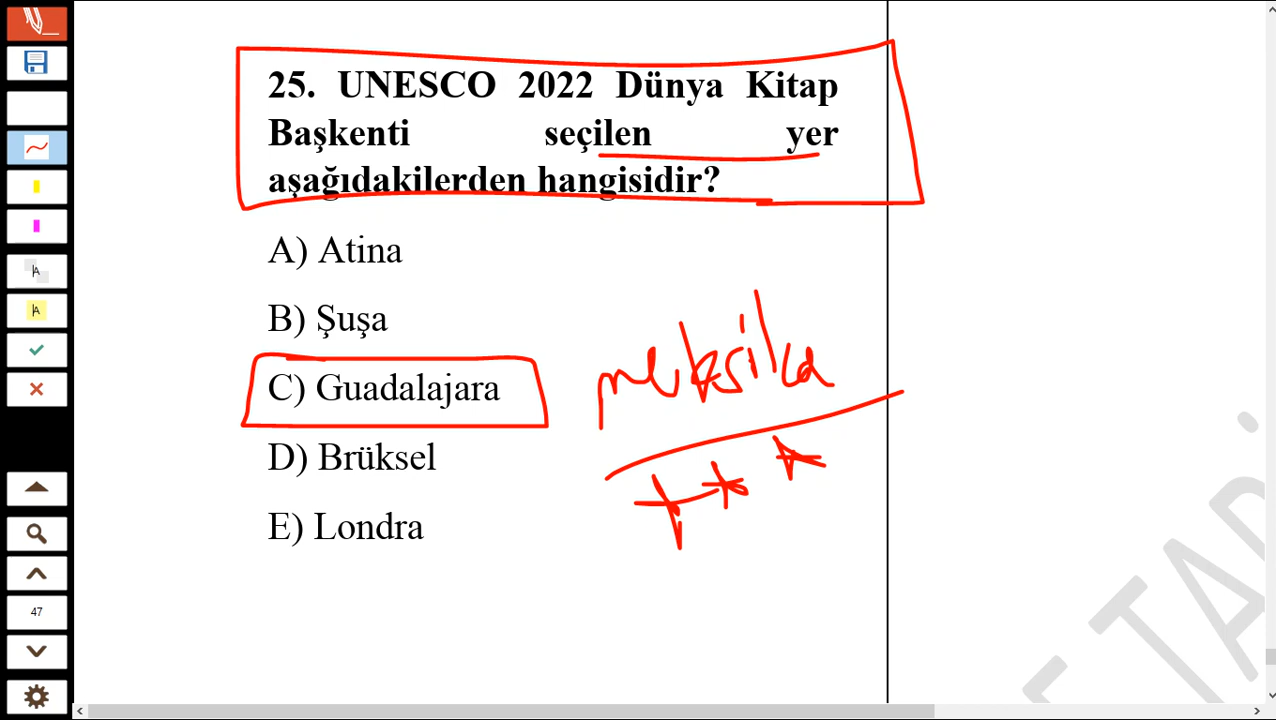 25. UNESCO 2022 Dünya Kitap
Başkenti seçilen yer
aşağıdakilerden hangisidir?
A) Atina
B) Şuşa
C) Guadalajara
meksika
D) Brüksel
E) Londra
47